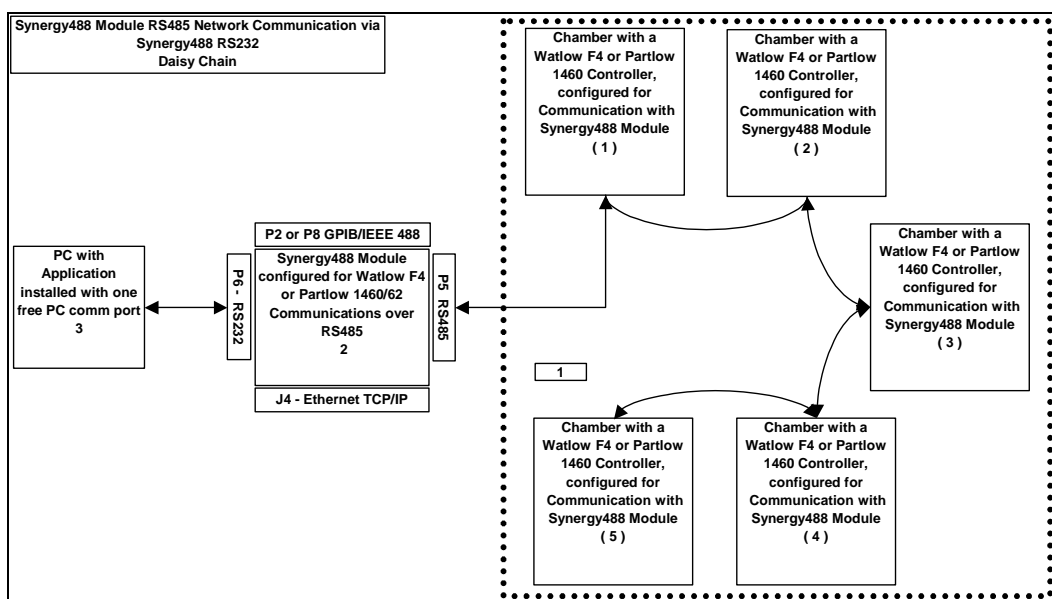 Synergy488 Module RS485 Network Communication via
Synergy488 RS232
Daisy Chain
Chamber with a
Watlow F4 or Partlow
1460 Controller,
configured for
Communication with
Synergy488 Module
( 1 )
Chamber with a
Watlow F4 or Partlow
1460 Controller,
configured for
Communication with
Synergy488 Module
( 2 )
PC with
Application
installed with one
free PC comm port
3
P6 - RS232
P2 or P8 GPIB/IEEE 488
Synergy488 Module
configured for Watlow F4
or Partlow 1460/62
Communications over
RS485
2
J4 - Ethernet TCP/IP
P5 RS485
Chamber with a
Watlow F4 or Partlow
1460 Controller,
configured for
Communication with
Synergy488 Module
( 3 )
1
Chamber with a
Watlow F4 or Partlow
1460 Controller,
configured for
Communication with
Synergy488 Module
( 5 )
Chamber with a
Watlow F4 or Partlow
1460 Controller,
configured for
Communication with
Synergy488 Module
( 4 )